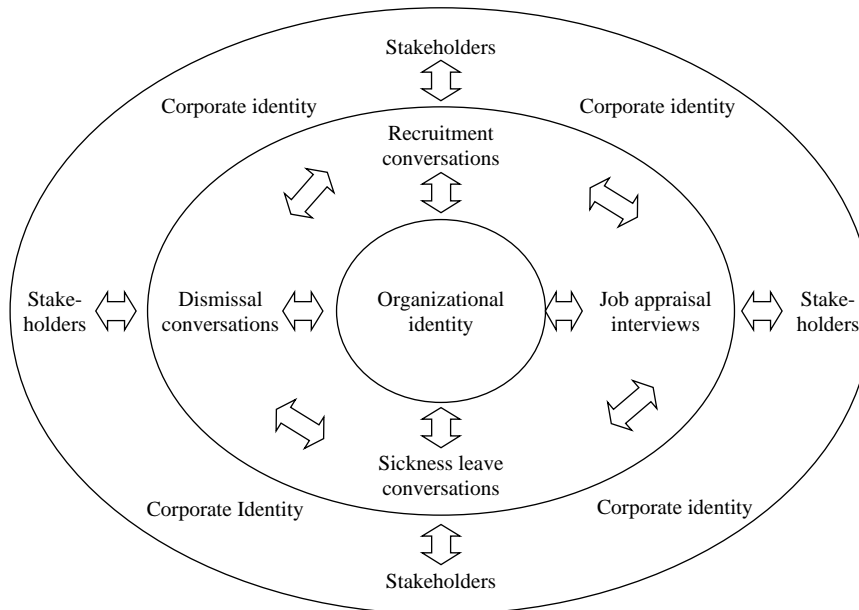 Stakeholders
Corporate identity
Corporate identity
Recruitment
conversations
Stake-
holders
Dismissal
conversations
Organizational
identity
Job appraisal
interviews
Stake-
holders
Sickness leave
conversations
Corporate Identity
Corporate identity
Stakeholders